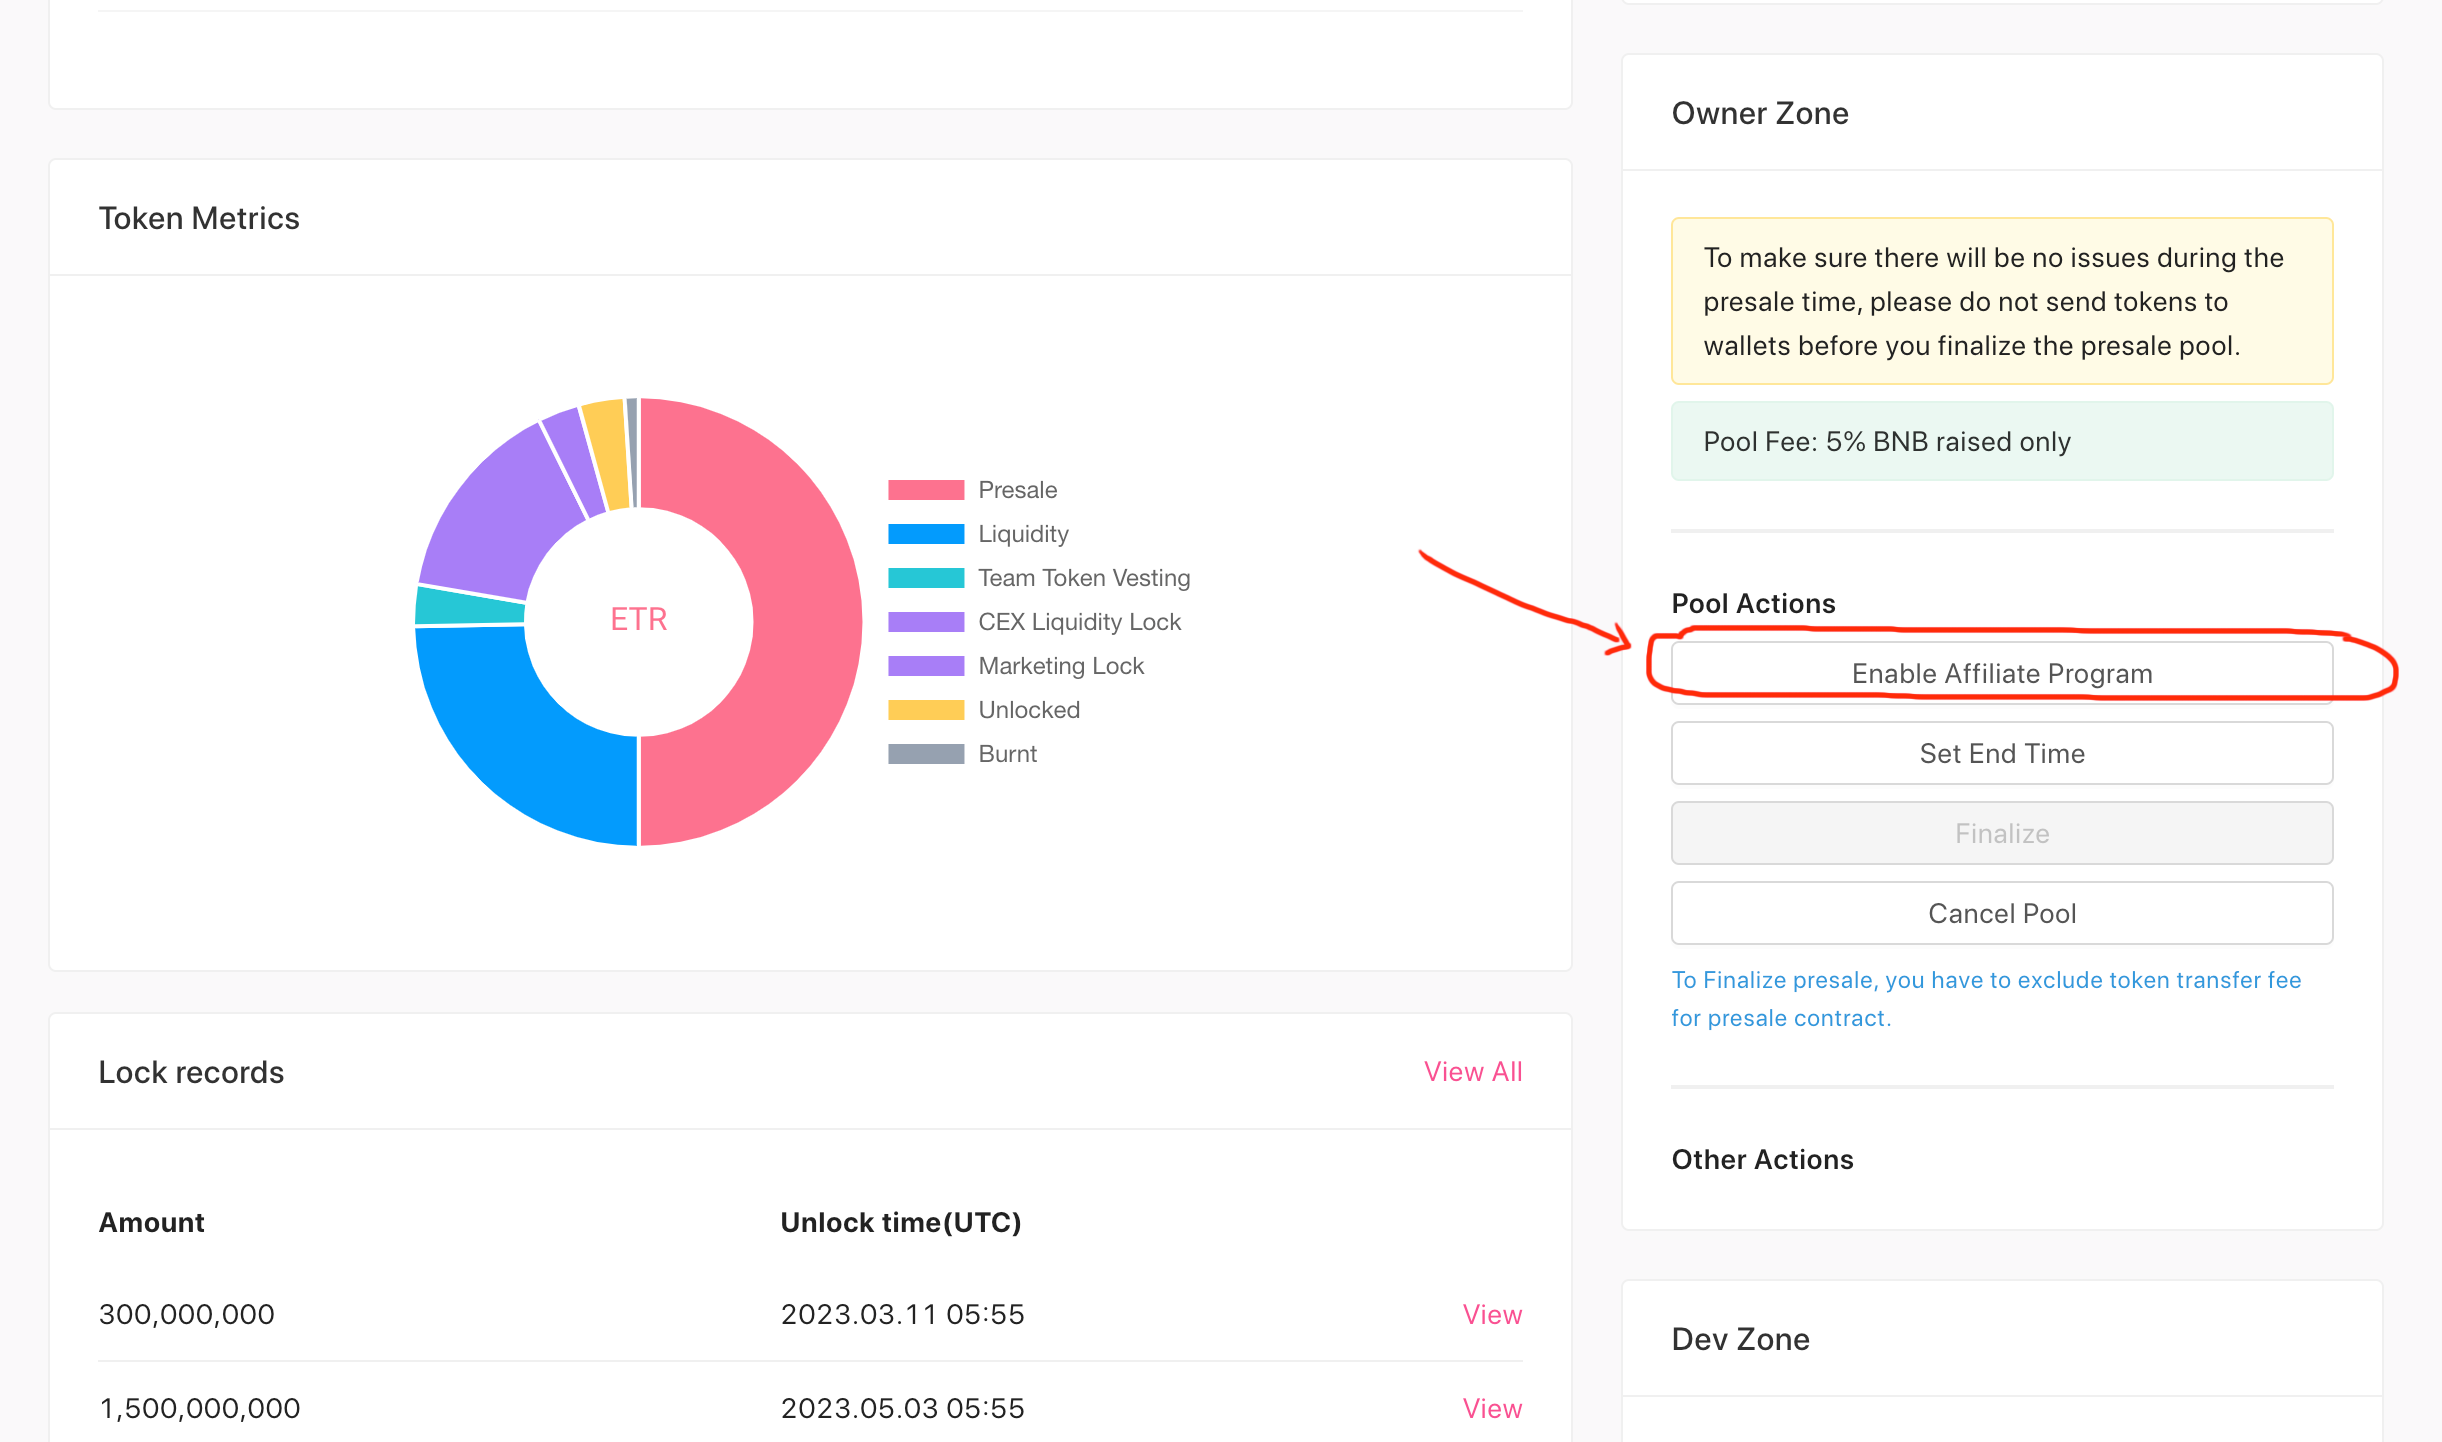 Token Metrics
ETR
Presale
Liquidity
Team Token Vesting
CEX Liquidity Lock
Marketing Lock
Unlocked
Burnt
Lock records
View All
Amount
Unlock time(UTC)
300,000,000
2023.03.11 05:55
View
1,500,000,000
2023.05.03 05:55
View
Owner Zone
To make sure there will be no issues during the
presale time, please do not send tokens to
wallets before you finalize the presale pool.
Pool Fee: 5% BNB raised only
Pool Actions
Enable Affiliate Program
Set End Time
Finalize
Cancel Pool
To Finalize presale, you have to exclude token transfer fee
for presale contract.
Other Actions
Dev Zone